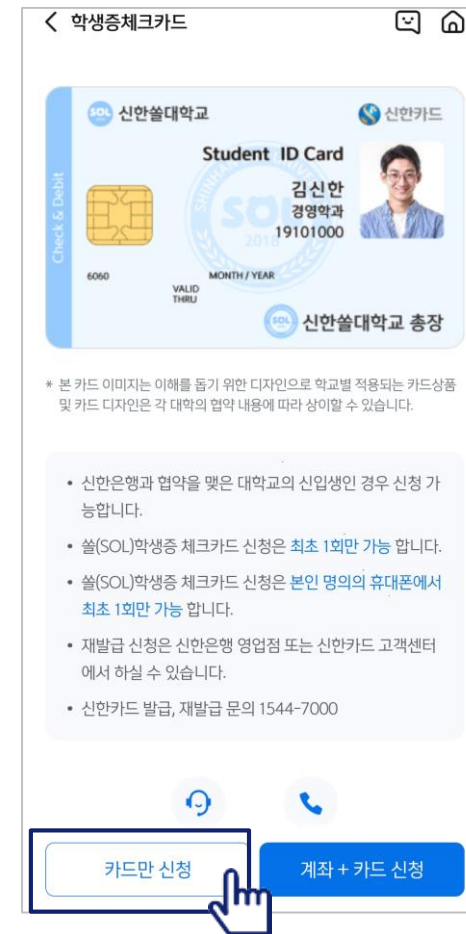 학생증체크카드
SOL 신한쏠대학교
신한카드
Check & Debit
Student ID Card
김신한
경영학과
19101000
SOL
2018
6060
MONTH / YEAR
VALID
THRU
SOL 신한쏠대학교 총장
* 본 카드 이미지는 이해를 돕기 위한 디자인으로 학교별 적용되는 카드상품
및 카드 디자인은 각 대학의 협약 내용에 따라 상이할 수 있습니다.
• 신한은행과 협약을 맺은 대학교의 신입생인 경우 신청 가
능합니다.
• 쏠(SOL)학생증 체크카드 신청은 최초 1회만 가능 합니다.
• 쏠(SOL)학생증 체크카드 신청은 본인 명의의 휴대폰에서
최초 1회만 가능 합니다.
• 재발급 신청은 신한은행 영업점 또는 신한카드 고객센터
에서 하실 수 있습니다.
• 신한카드 발급, 재발급 문의 1544-7000
카드만 신청
계좌 + 카드 신청